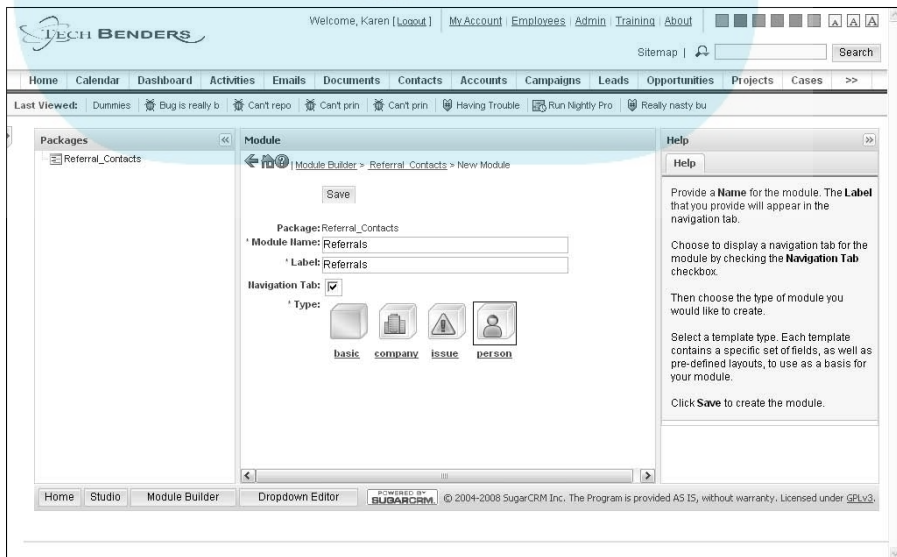 Welcome, Karen [ Logout ] My Account | Employees | Admin | Training | About A A A
TECH BENDERS
Sitemap | Search
Home Calendar Dashboard Activities Emails Documents Contacts Accounts Campaigns Leads Opportunities Projects Cases >>
Last Viewed: Dummies Bug is really b Can't repo Can't prin Can't prin Having Trouble Run Nightly Pro Really nasty bu
Packages <<
Referral_Contacts
Module
| Module Builder > Referral_Contacts > New Module
Save
Package: Referral_Contacts
* Module Name: Referrals
* Label: Referrals
Navigation Tab:
* Type:
basic company issue person
Help >>
Help
Provide a Name for the module. The Label
that you provide will appear in the
navigation tab.
Choose to display a navigation tab for the
module by checking the Navigation Tab
checkbox.
Then choose the type of module you
would like to create.
Select a template type. Each template
contains a specific set of fields, as well as
pre-defined layouts, to use as a basis for
your module.
Click Save to create the module.
Home Studio Module Builder Dropdown Editor POWERED BY SUGARCRM. © 2004-2008 SugarCRM Inc. The Program is provided AS IS, without warranty. Licensed under GPLv3.